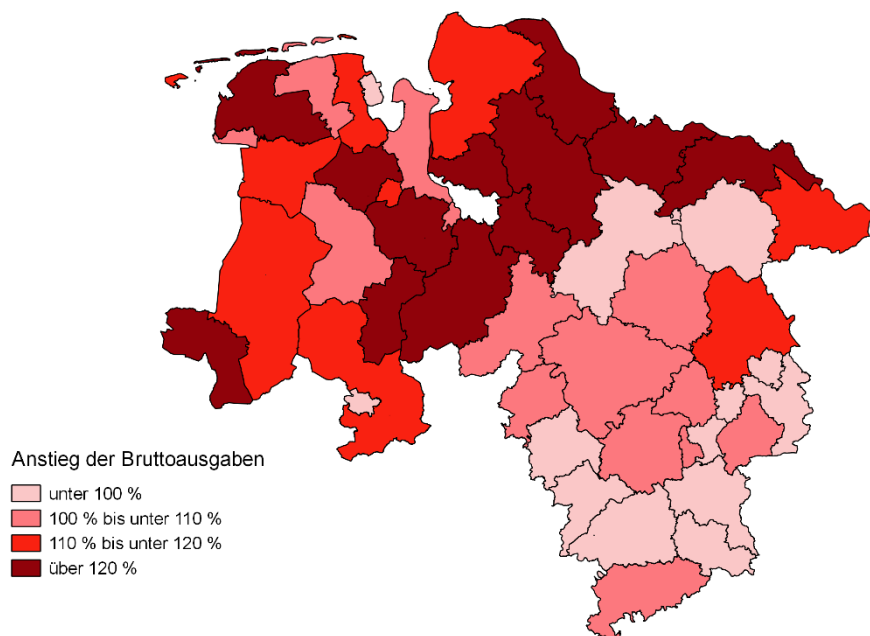 Anstieg der Bruttoausgaben
unter 100 %
100 % bis unter 110 %
110 % bis unter 120 %
über 120 %